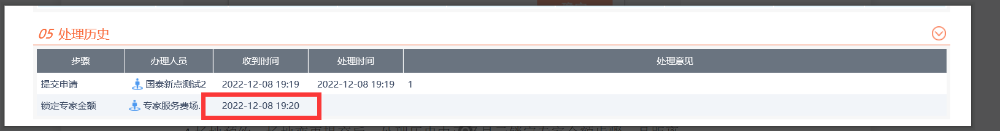 05 处理历史
步骤 办理人员 收到时间 处理时间 处理意见
提交申请 国泰新点测试2 2022-12-08 19:19 2022-12-08 19:19 1
锁定专家金额 专家服务费场. 2022-12-08 19:20